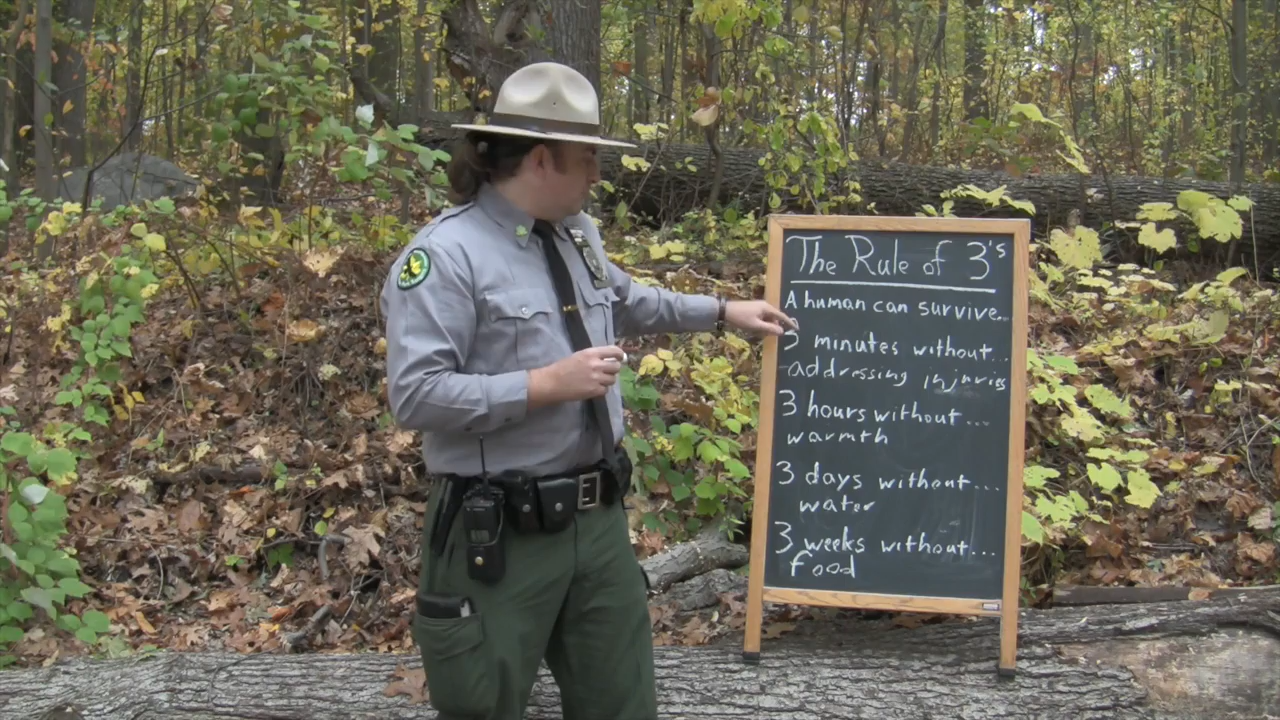 The Rule of 3's
A human can survive...
3 minutes without...
addressing injuries
3 hours without...
warmth
3 days without...
water
3 weeks without...
food